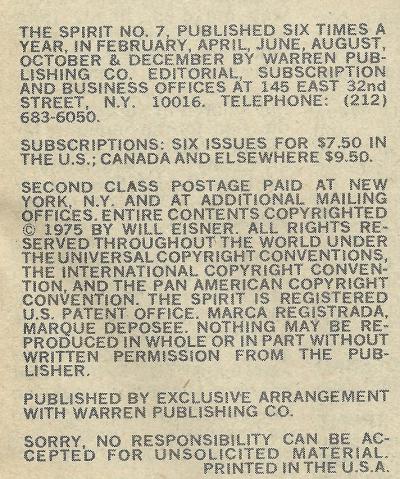 THE SPIRIT NO. 7, PUBLISHED SIX TIMES A
YEAR, IN FEBRUARY, APRIL, JUNE, AUGUST,
OCTOBER & DECEMBER BY WARREN PUB-
LISHING CO. EDITORIAL, SUBSCRIPTION
AND BUSINESS OFFICES AT 145 EAST 32nd
STREET, N.Y. 10016. TELEPHONE: (212)
683-6050.
SUBSCRIPTIONS: SIX ISSUES FOR $7.50 IN
THE U.S.; CANADA AND ELSEWHERE $9.50.
SECOND CLASS POSTAGE PAID AT NEW
YORK, N.Y. AND AT ADDITIONAL MAILING
OFFICES. ENTIRE CONTENTS COPYRIGHTED
© 1975 BY WILL EISNER. ALL RIGHTS RE-
SERVED THROUGHOUT THE WORLD UNDER
THE UNIVERSAL COPYRIGHT CONVENTIONS,
THE INTERNATIONAL COPYRIGHT CONVEN-
TION, AND THE PAN AMERICAN COPYRIGHT
CONVENTION. THE SPIRIT IS REGISTERED
U.S. PATENT OFFICE. MARCA REGISTRADA,
MARQUE DEPOSEE. NOTHING MAY BE RE-
PRODUCED IN WHOLE OR IN PART WITHOUT
WRITTEN PERMISSION FROM THE PUB-
LISHER.
PUBLISHED BY EXCLUSIVE ARRANGEMENT
WITH WARREN PUBLISHING CO.
SORRY, NO RESPONSIBILITY CAN BE AC-
CEPTED FOR UNSOLICITED MATERIAL.
PRINTED IN THE U.S.A.